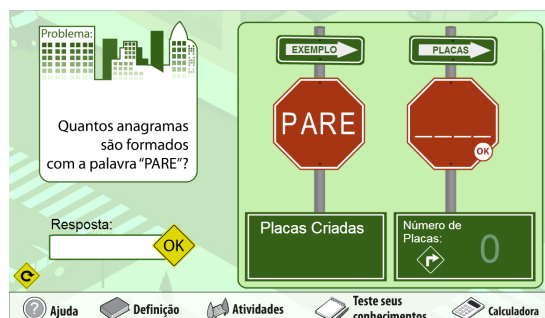 Problema:
Quantos anagramas
são formados
com a palavra "PARE"?
Resposta:
OK
EXEMPLO
PARE
PLACAS
OK
Placas Criadas
Número de
Placas:
0
Ajuda
Definição
Atividades
Teste seus
conhecimentos
Calculadora